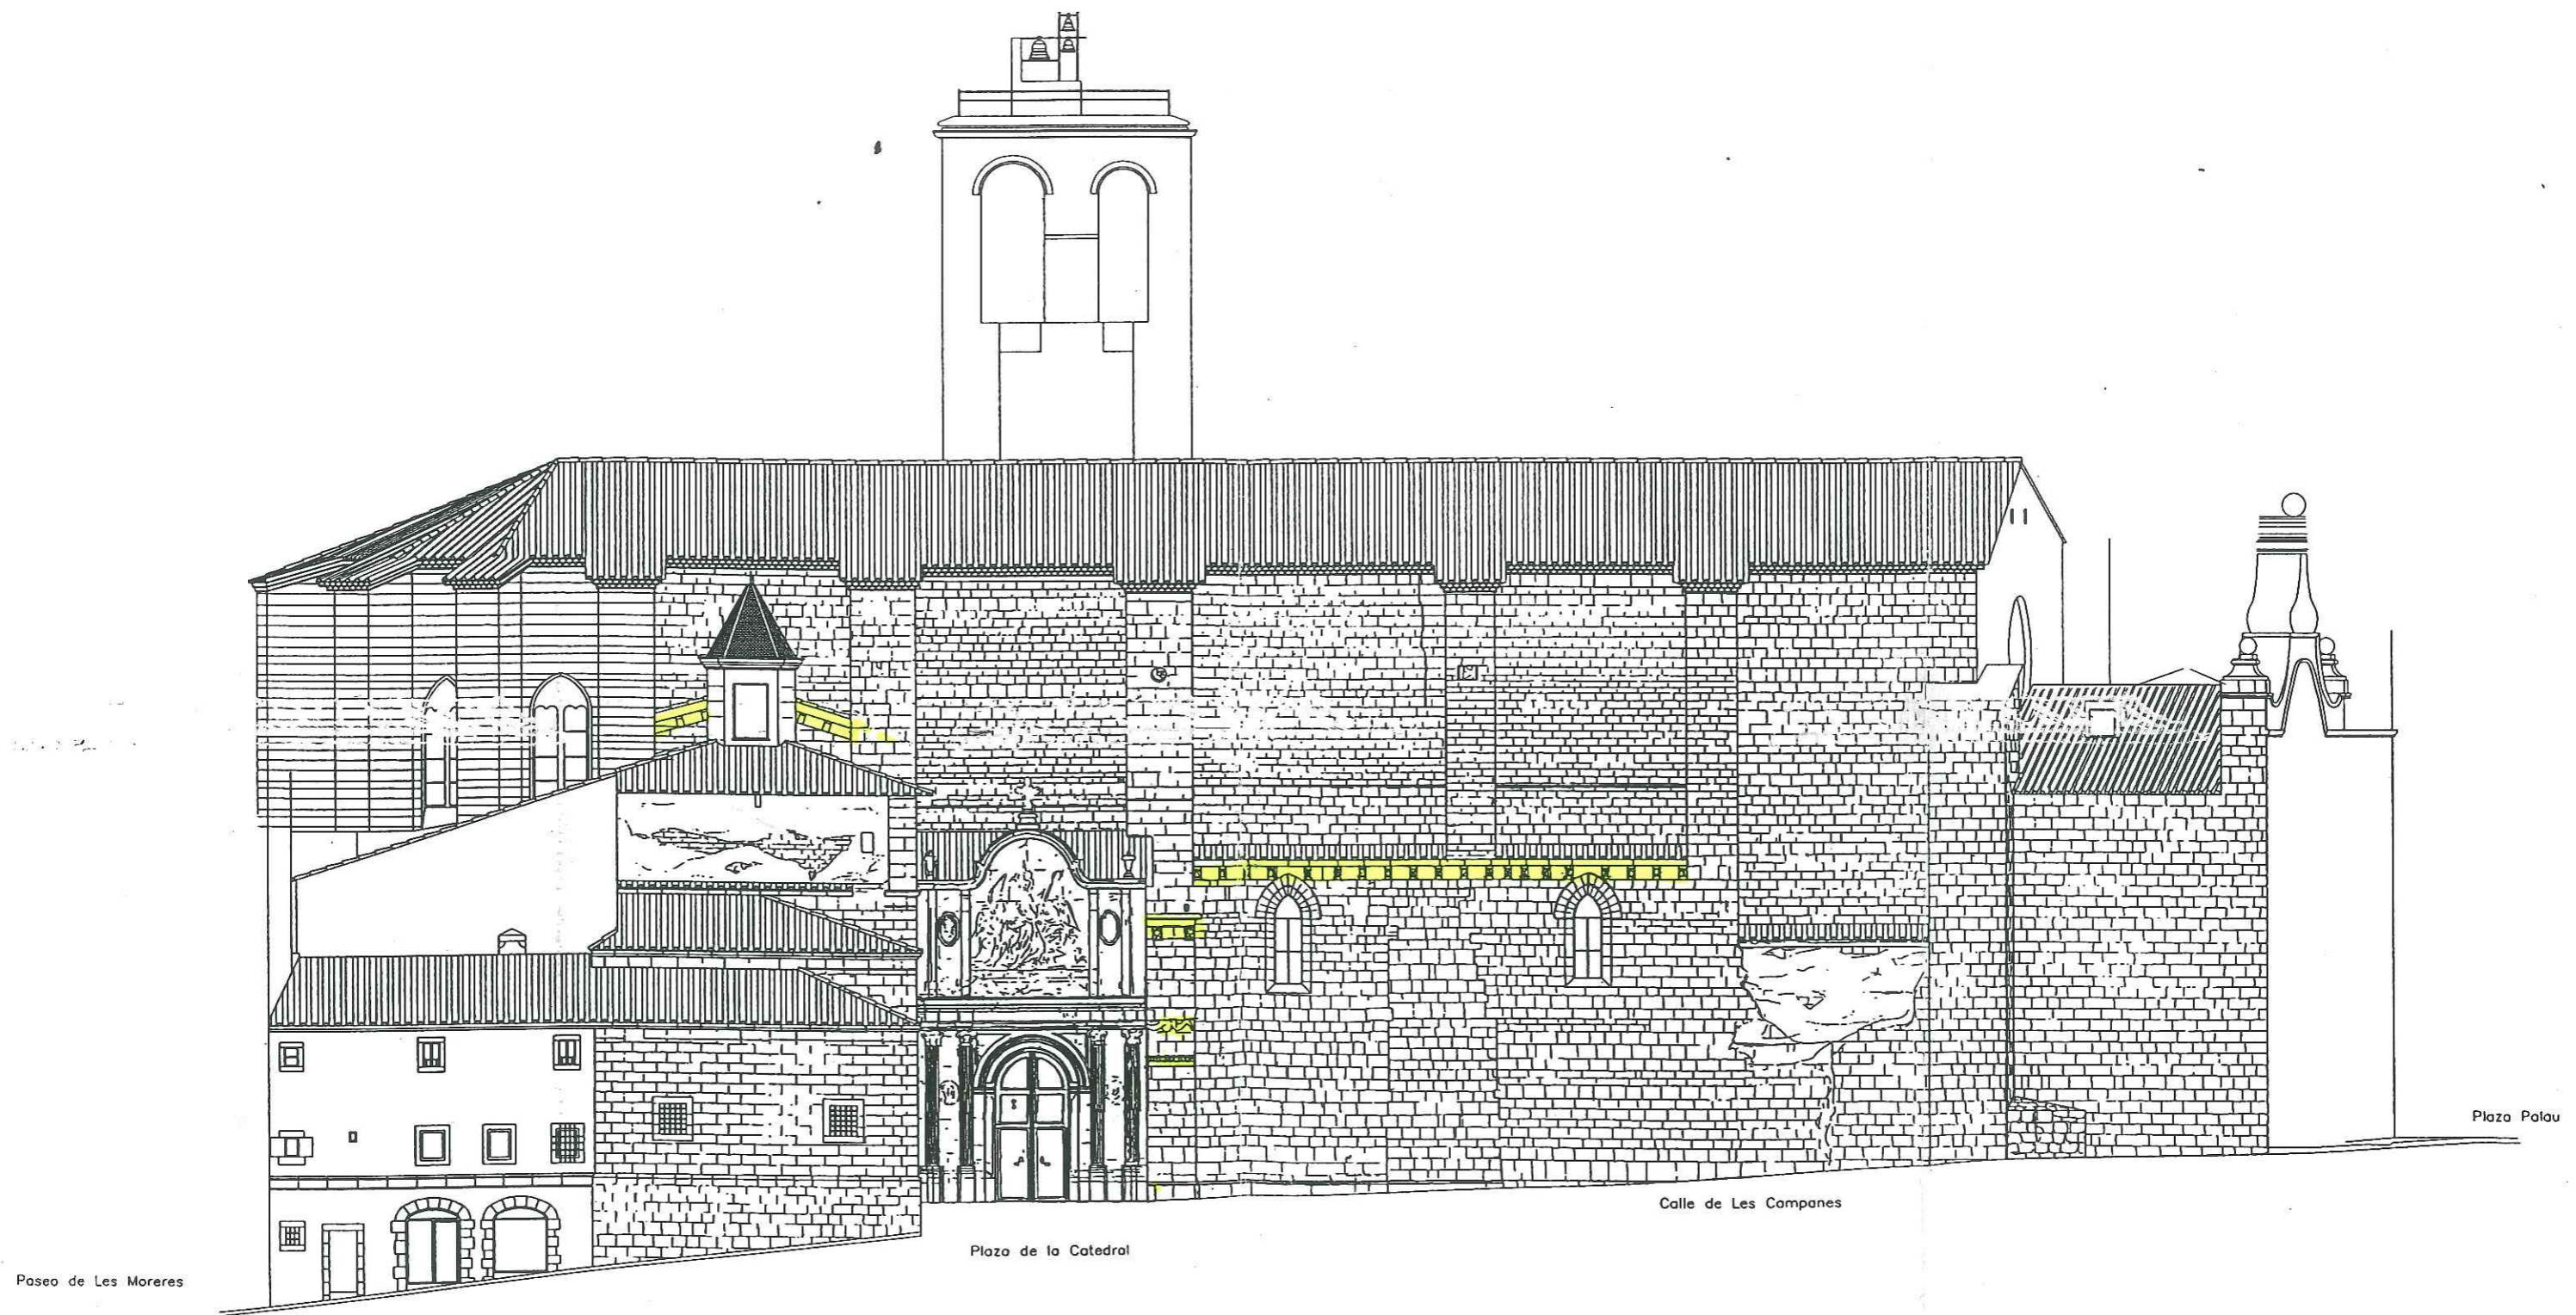 Plaza Palau
Calle de Les Campanes
Plaza de la Catedral
Paseo de Les Moreres